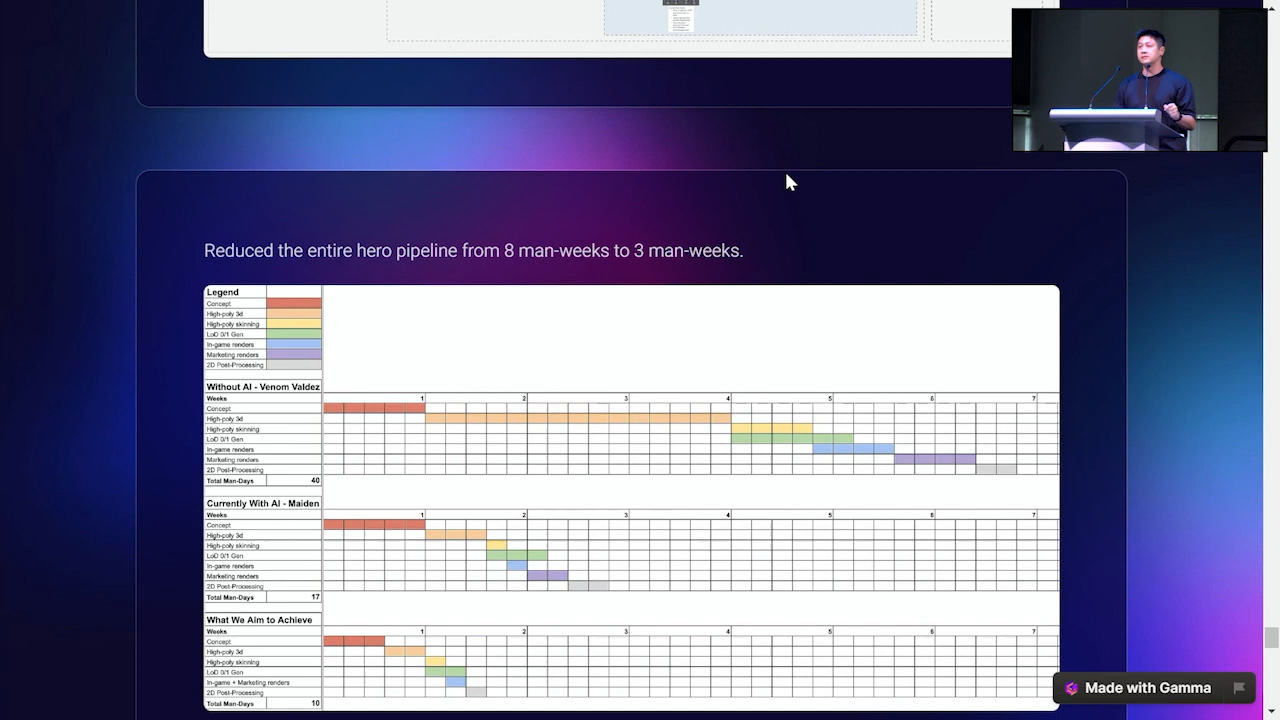 Reduced the entire hero pipeline from 8 man-weeks to 3 man-weeks.
Legend
Concept
High-poly 3d
High-poly skinning
LoD 0/1 Gen
In-game renders
Marketing renders
2D Post-Processing
Without AI - Venom Valdez
Weeks 1 2 3 4 5 6 7
Concept
High-poly 3d
High-poly skinning
LoD 0/1 Gen
In-game renders
Marketing renders
2D Post-Processing
Total Man-Days 40
Currently With AI - Maiden
Weeks 1 2 3 4 5 6 7
Concept
High-poly 3d
High-poly skinning
LoD 0/1 Gen
In-game renders
Marketing renders
2D Post-Processing
Total Man-Days 17
What We Aim to Achieve
Weeks 1 2 3 4 5 6 7
Concept
High-poly 3d
High-poly skinning
LoD 0/1 Gen
In-game + Marketing renders
2D Post-Processing
Total Man-Days 10
Made with Gamma